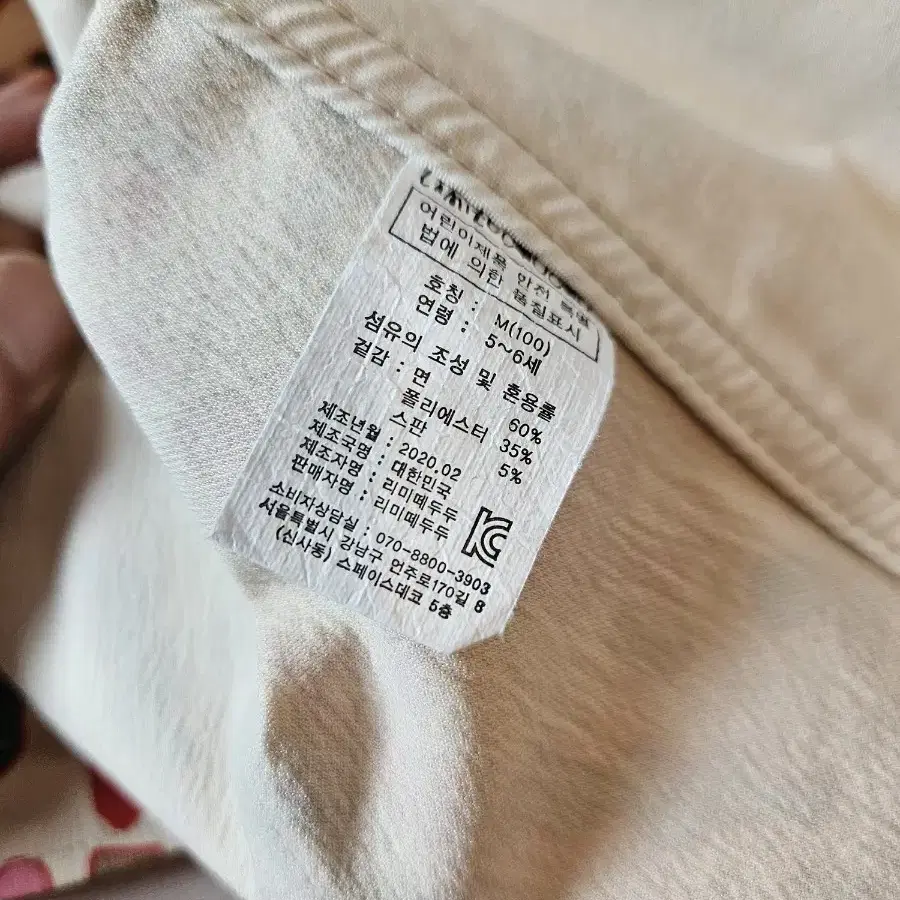 어린이제품 안전 특별
법에 의한 품질표시
호칭 : M(100)
연령 : 5~6세
섬유의 조성 및 혼용률
겉감 : 면 60%
폴리에스터 35%
스판 5%
제조년월 : 2020.02
제조국명 : 대한민국
제조자명 : 리미떼두두
판매자명 : 리미떼두두
소비자상담실 : 070-8800-3903
서울특별시 강남구 언주로170길 8
(신사동) 스페이스데코 5층